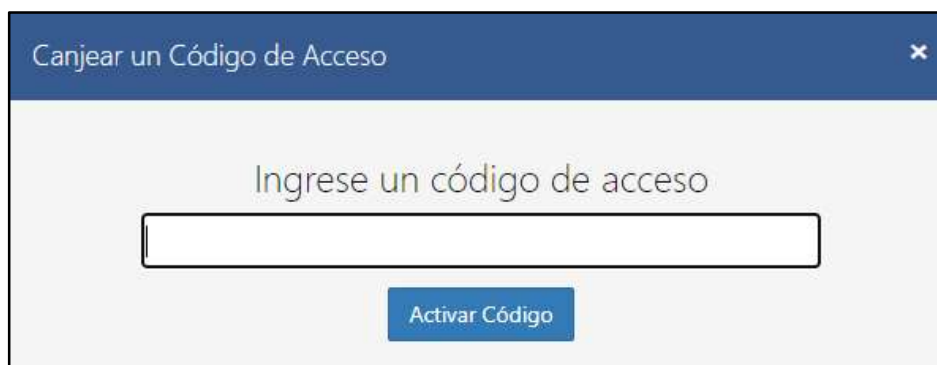 Canjear un Código de Acceso
Ingrese un código de acceso
Activar Código